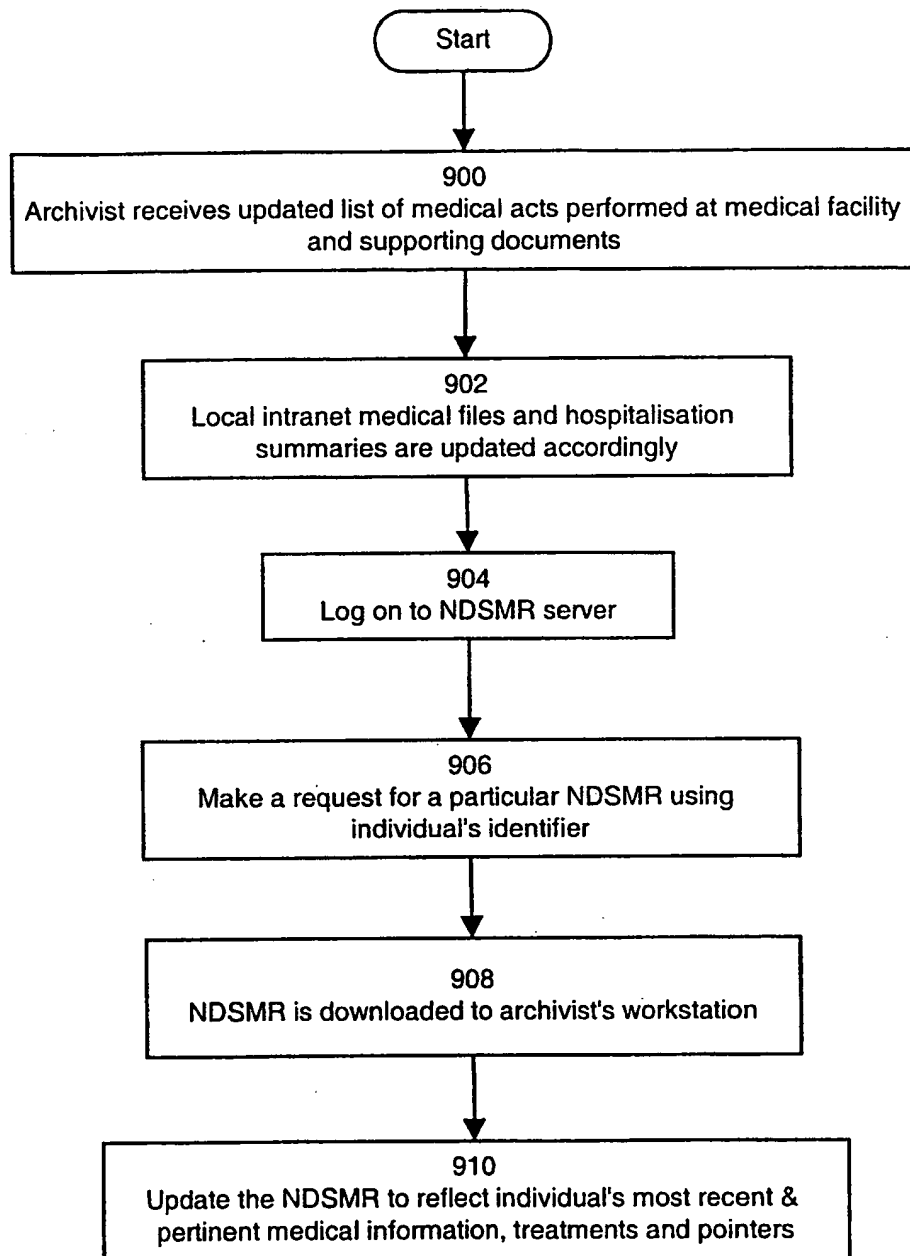 Start
900
Archivist receives updated list of medical acts performed at medical facility
and supporting documents
902
Local intranet medical files and hospitalisation
summaries are updated accordingly
904
Log on to NDSMR server
906
Make a request for a particular NDSMR using
individual's identifier
908
NDSMR is downloaded to archivist's workstation
910
Update the NDSMR to reflect individual's most recent &
pertinent medical information, treatments and pointers